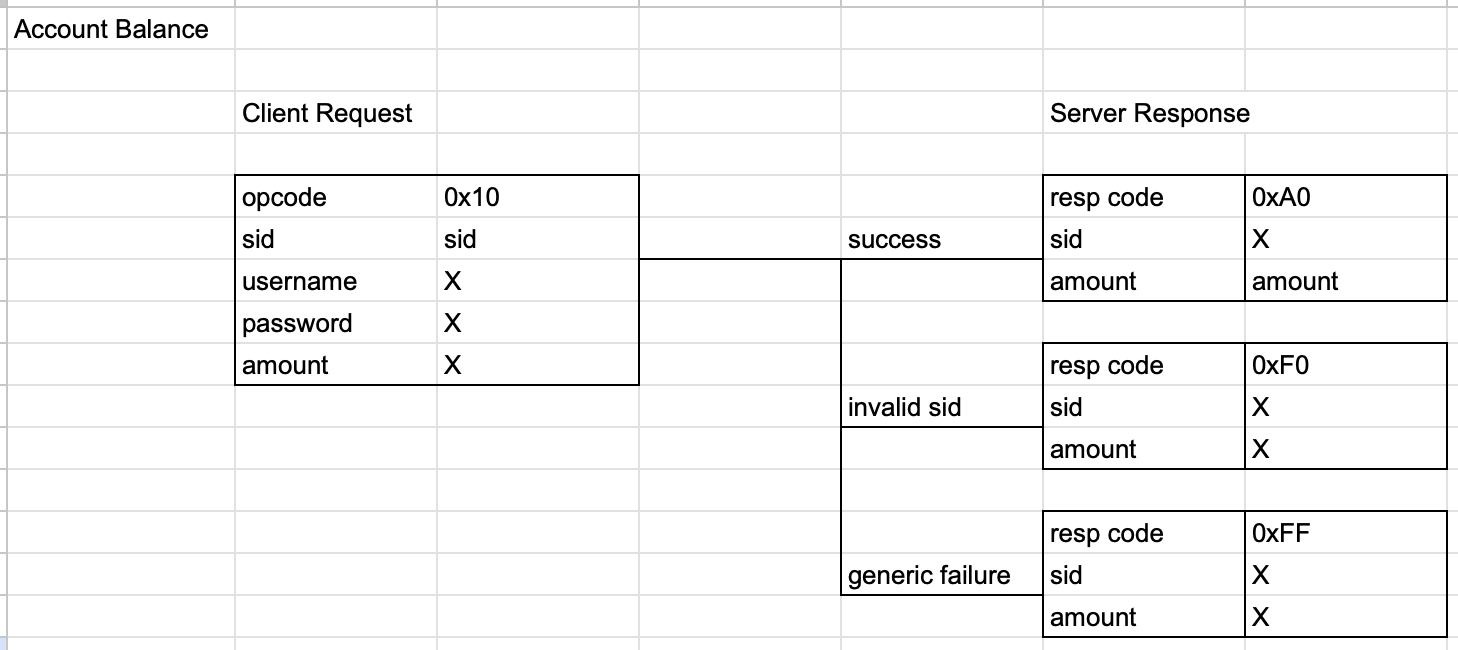 Account Balance
Client Request Server Response
opcode 0x10 resp code 0xA0
sid sid success sid X
username X amount amount
password X
amount X resp code 0xF0
invalid sid sid X
amount X
resp code 0xFF
generic failure sid X
amount X